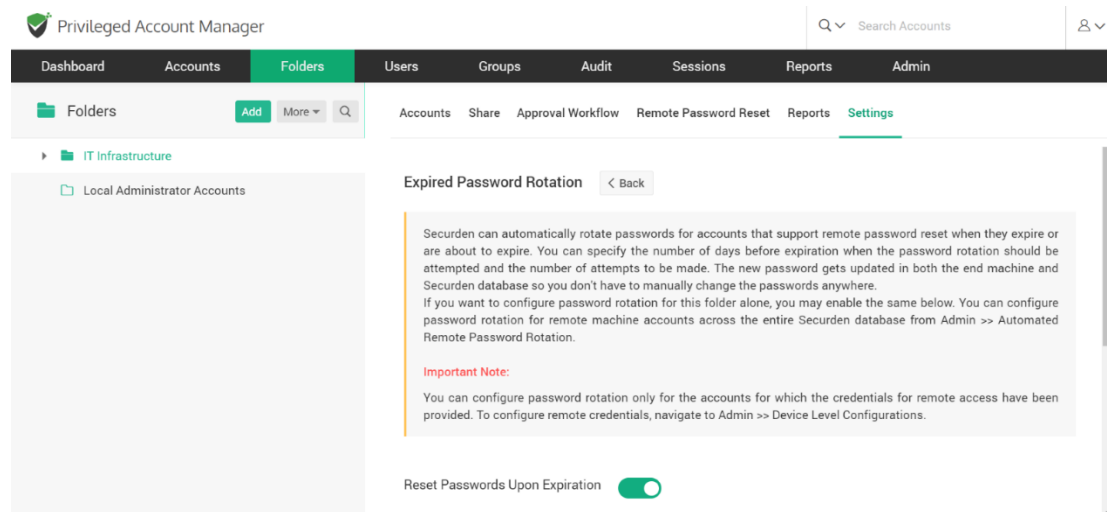 Privileged Account Manager
Search Accounts
Dashboard Accounts Folders Users Groups Audit Sessions Reports Admin
Folders Add More
Accounts Share Approval Workflow Remote Password Reset Reports Settings
IT Infrastructure
Local Administrator Accounts
Expired Password Rotation < Back
Securden can automatically rotate passwords for accounts that support remote password reset when they expire or
are about to expire. You can specify the number of days before expiration when the password rotation should be
attempted and the number of attempts to be made. The new password gets updated in both the end machine and
Securden database so you don't have to manually change the passwords anywhere.
If you want to configure password rotation for this folder alone, you may enable the same below. You can configure
password rotation for remote machine accounts across the entire Securden database from Admin >> Automated
Remote Password Rotation.
Important Note:
You can configure password rotation only for the accounts for which the credentials for remote access have been
provided. To configure remote credentials, navigate to Admin >> Device Level Configurations.
Reset Passwords Upon Expiration